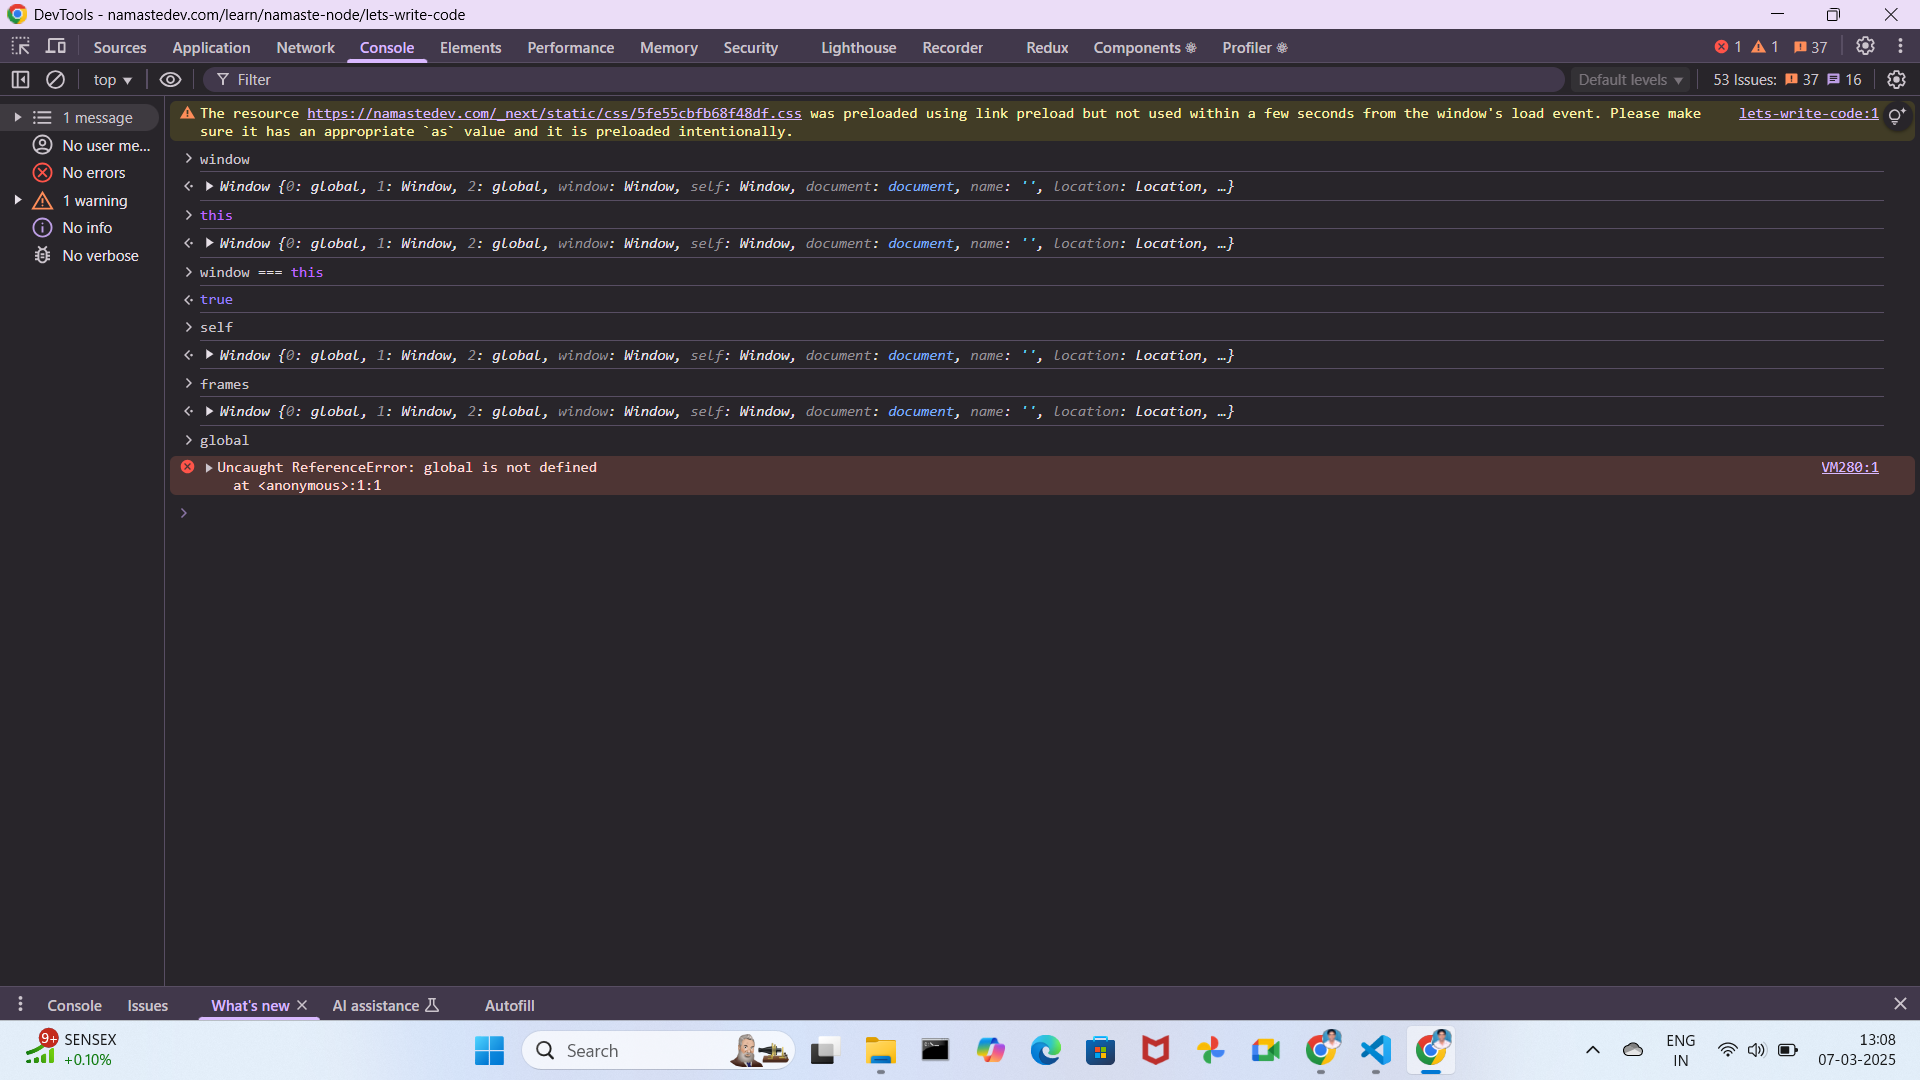 DevTools - namastedev.com/learn/namaste-node/lets-write-code
Sources Application Network Console Elements Performance Memory Security Lighthouse Recorder Redux Components Profiler 1 1 37
top Filter Default levels 53 Issues: 37 16
1 message
No user me...
No errors
1 warning
No info
No verbose
The resource https://namastedev.com/_next/static/css/5fe55cbfb68f48df.css was preloaded using link preload but not used within a few seconds from the window's load event. Please make lets-write-code:1
sure it has an appropriate `as` value and it is preloaded intentionally.
> window
Window {0: global, 1: Window, 2: global, window: Window, self: Window, document: document, name: '', location: Location, …}
> this
Window {0: global, 1: Window, 2: global, window: Window, self: Window, document: document, name: '', location: Location, …}
> window === this
true
> self
Window {0: global, 1: Window, 2: global, window: Window, self: Window, document: document, name: '', location: Location, …}
> frames
Window {0: global, 1: Window, 2: global, window: Window, self: Window, document: document, name: '', location: Location, …}
> global
Uncaught ReferenceError: global is not defined VM280:1
at <anonymous>:1:1
>
Console Issues What's new AI assistance Autofill
9+ SENSEX
+0.10%
Search
ENG
IN
13:08
07-03-2025